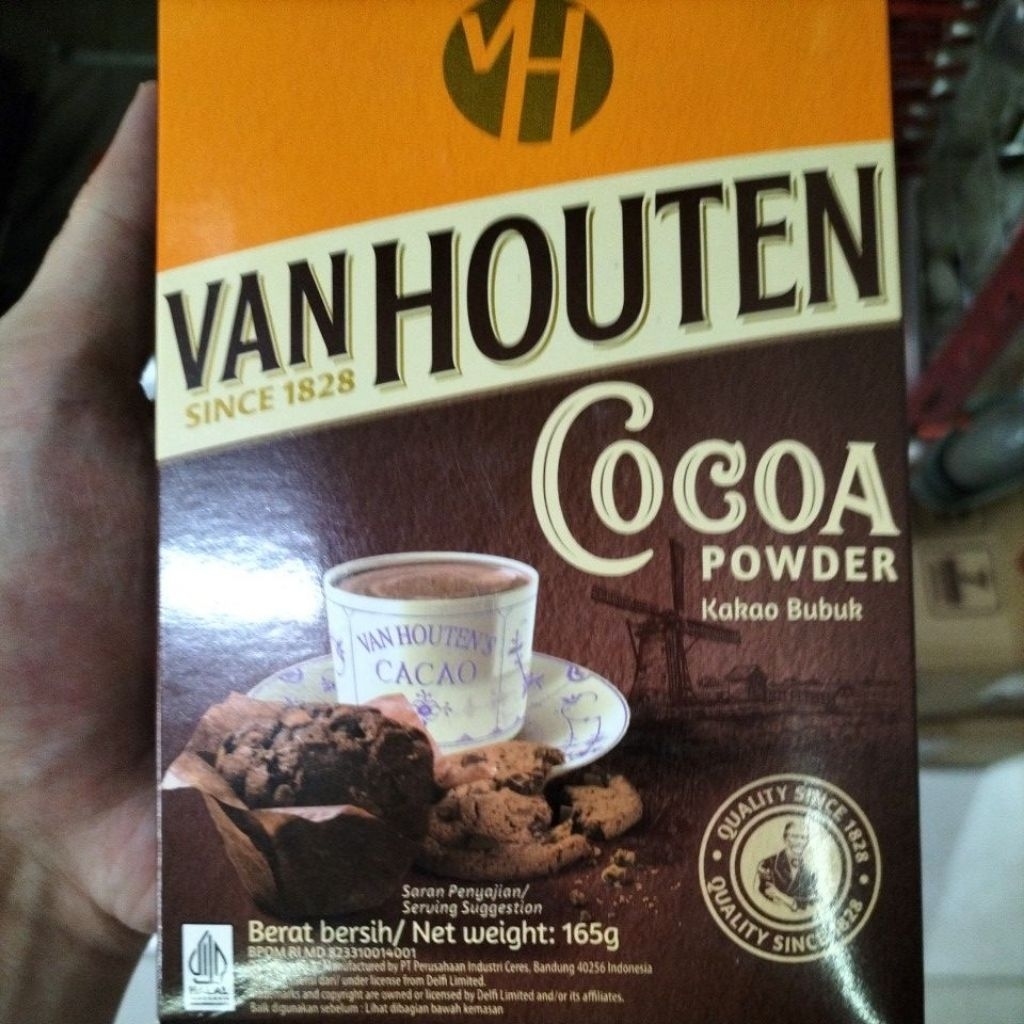 VH
VAN HOUTEN
SINCE 1828
COCOA
POWDER
Kakao Bubuk
VAN HOUTEN'S
CACAO
QUALITY SINCE 1828
QUALITY SINCE 1828
Saran Penyajian/
Serving Suggestion
Berat bersih/ Net weight: 165g
BPOM RI MD 823310014001
Manufactured by PT Perusahaan Industri Ceres, Bandung 40256 Indonesia
dari/ under license from Delfi Limited.
and copyright are owned or licensed by Delfi Limited and/or its affiliates.
Baik digunakan sebelum : Lihat dibagian bawah kemasan